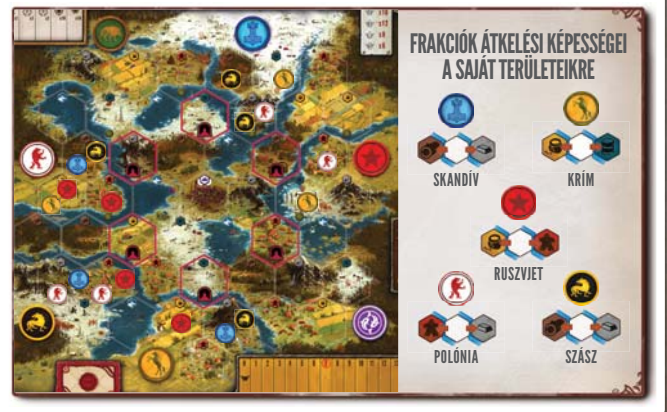 FRAKCIÓK ÁTKELÉSI KÉPESSÉGEI
A SAJÁT TERÜLETEIKRE
SKANDÍV
KRÍM
RUSZVJET
POLÓNIA
SZÁSZ